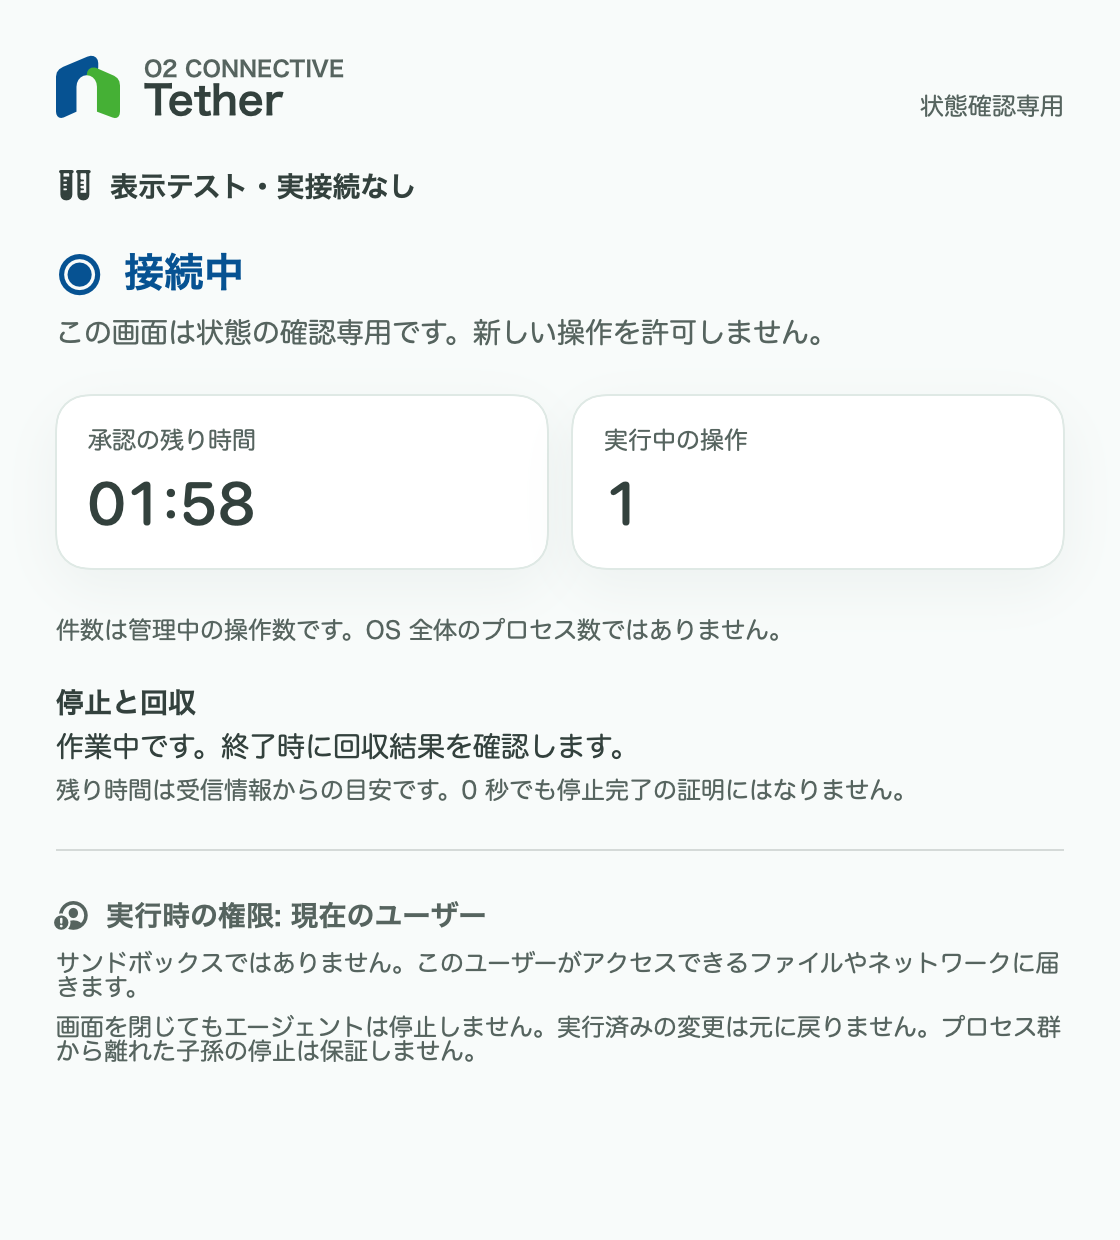 O2 CONNECTIVE
Tether
状態確認専用
表示テスト・実接続なし
接続中
この画面は状態の確認専用です。新しい操作を許可しません。
承認の残り時間
01:58
実行中の操作
1
件数は管理中の操作数です。OS 全体のプロセス数ではありません。
停止と回収
作業中です。終了時に回収結果を確認します。
残り時間は受信情報からの目安です。0 秒でも停止完了の証明にはなりません。
実行時の権限: 現在のユーザー
サンドボックスではありません。このユーザーがアクセスできるファイルやネットワークに届
きます。
画面を閉じてもエージェントは停止しません。実行済みの変更は元に戻りません。プロセス群
から離れた子孫の停止は保証しません。